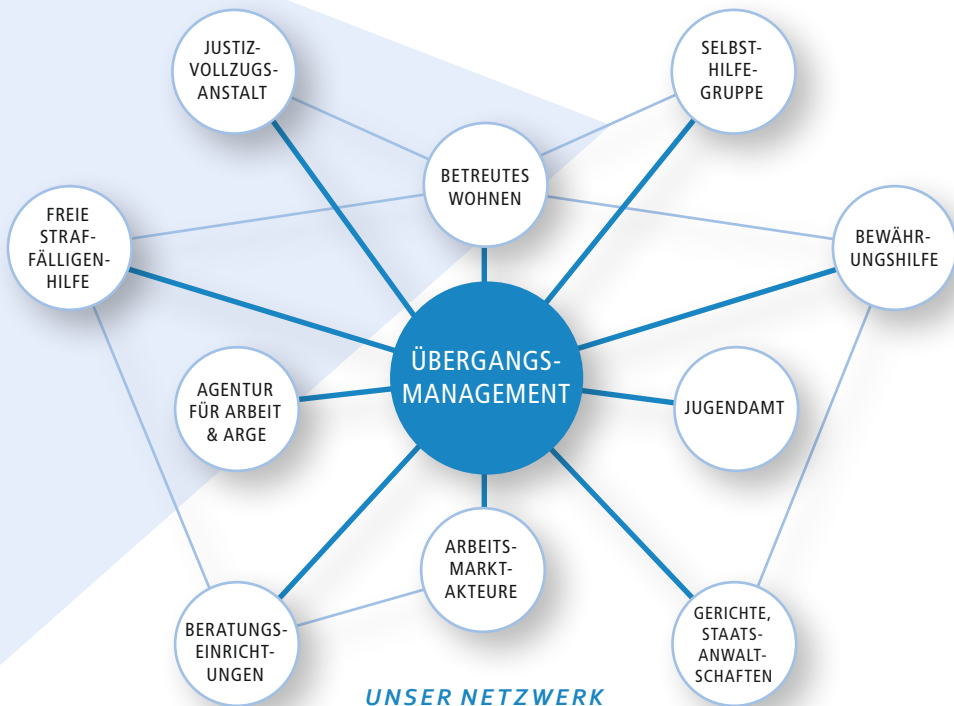 JUSTIZ-
VOLLZUGS-
ANSTALT
SELBST-
HILFE-
GRUPPE
BETREUTES
WOHNEN
FREIE
STRAF-
FÄLLIGEN-
HILFE
BEWÄHR-
UNGSHILFE
ÜBERGANGS-
MANAGEMENT
AGENTUR
FÜR ARBEIT
& ARGE
JUGENDAMT
ARBEITS-
MARKT-
AKTEURE
BERATUNGS-
EINRICHT-
UNGEN
GERICHTE,
STAATS-
ANWALT-
SCHAFTEN
UNSER NETZWERK